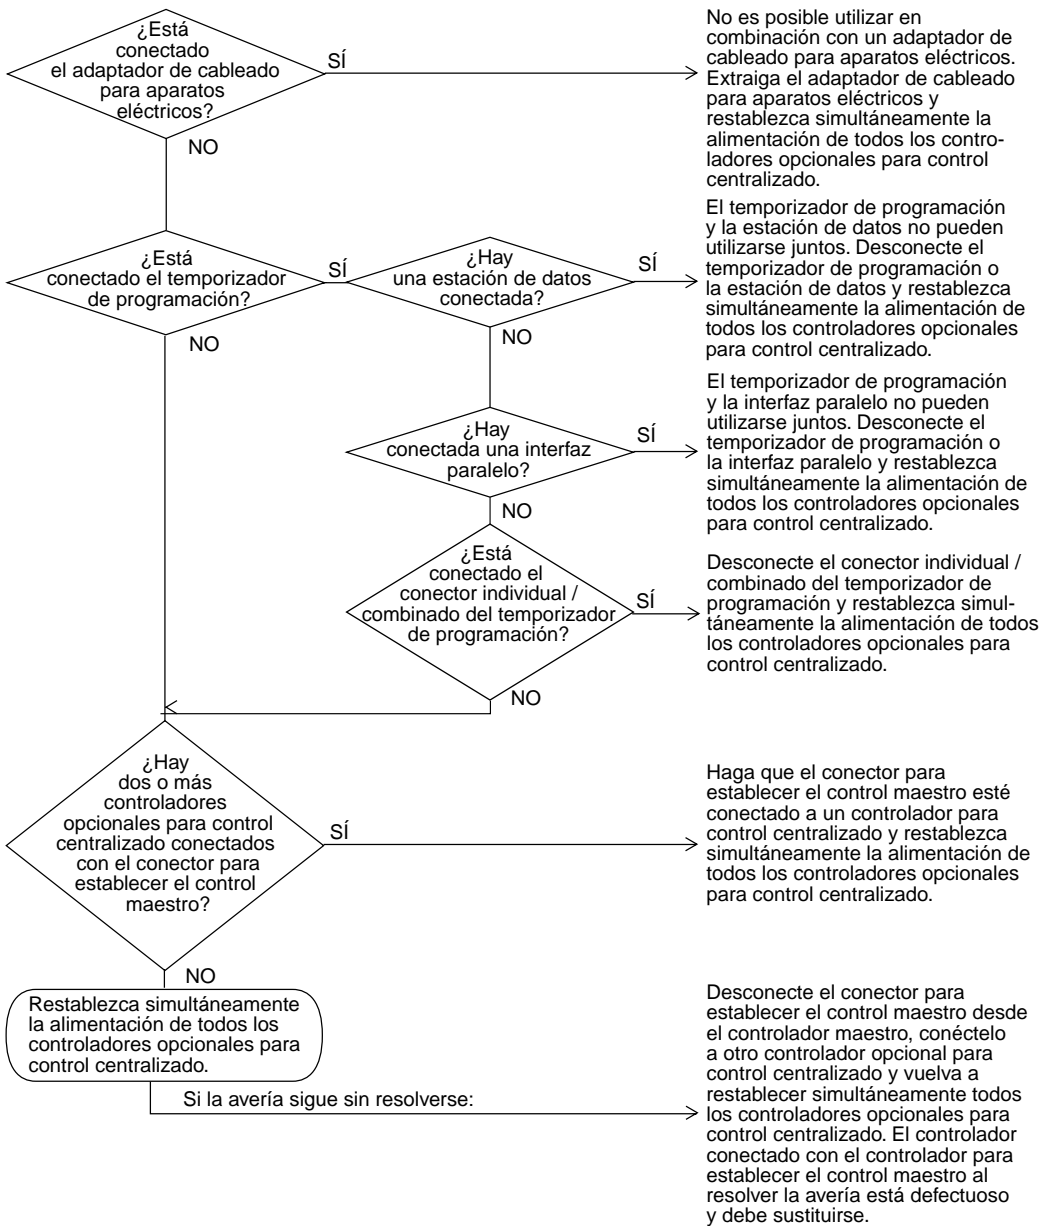 ¿Está
conectado
el adaptador de cableado
para aparatos
eléctricos?
SÍ
No es posible utilizar en
combinación con un adaptador de
cableado para aparatos eléctricos.
Extraiga el adaptador de cableado
para aparatos eléctricos y
restablezca simultáneamente la
alimentación de todos los contro-
ladores opcionales para control
centralizado.
NO
¿Está
conectado el temporizador
de programación?
SÍ
¿Hay
una estación de datos
conectada?
SÍ
El temporizador de programación
y la estación de datos no pueden
utilizarse juntos. Desconecte el
temporizador de programación o
la estación de datos y restablezca
simultáneamente la alimentación de
todos los controladores opcionales
para control centralizado.
NO
NO
¿Hay
conectada una interfaz
paralelo?
SÍ
El temporizador de programación
y la interfaz paralelo no pueden
utilizarse juntos. Desconecte el
temporizador de programación o
la interfaz paralelo y restablezca
simultáneamente la alimentación de
todos los controladores opcionales
para control centralizado.
NO
¿Está
conectado el
conector individual /
combinado del temporizador
de programación?
SÍ
Desconecte el conector individual /
combinado del temporizador de
programación y restablezca simul-
táneamente la alimentación de todos
los controladores opcionales para
control centralizado.
NO
¿Hay
dos o más
controladores
opcionales para control
centralizado conectados
con el conector para
establecer el control
maestro?
SÍ
Haga que el conector para
establecer el control maestro esté
conectado a un controlador para
control centralizado y restablezca
simultáneamente la alimentación de
todos los controladores opcionales
para control centralizado.
NO
Restablezca simultáneamente
la alimentación de todos los
controladores opcionales para
control centralizado.
Si la avería sigue sin resolverse:
Desconecte el conector para
establecer el control maestro desde
el controlador maestro, conéctelo
a otro controlador opcional para
control centralizado y vuelva a
restablecer simultáneamente todos
los controladores opcionales para
control centralizado. El controlador
conectado con el controlador para
establecer el control maestro al
resolver la avería está defectuoso
y debe sustituirse.